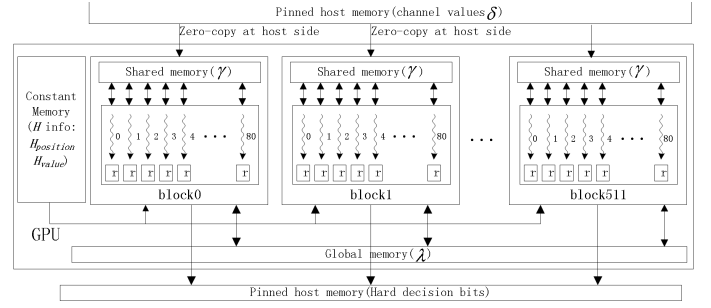 Pinned host memory(channel values δ)
Zero-copy at host side Zero-copy at host side
Constant
Memory
(H info:
Hposition
Hvalue)
Shared memory(γ)
0 1 2 3 4 ··· 80
r r r r r r
block0
Shared memory(γ)
0 1 2 3 4 ··· 80
r r r r r r
block1
···
Shared memory(γ)
0 1 2 3 4 ··· 80
r r r r r r
block511
GPU
Global memory(λ)
Pinned host memory(Hard decision bits)